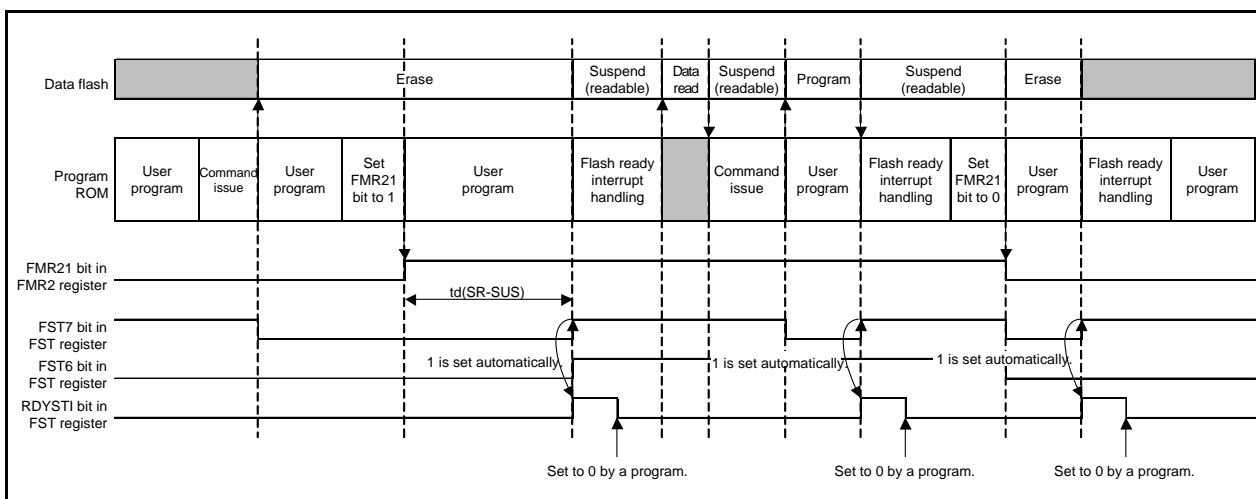 Data flash
Erase
Suspend
(readable)
Data
read
Suspend
(readable)
Program
Suspend
(readable)
Erase
Program
ROM
User
program
Command
issue
User
program
Set
FMR21
bit to 1
User
program
Flash ready
interrupt
handling
Command
issue
User
program
Flash ready
interrupt
handling
Set
FMR21
bit to 0
User
program
Flash ready
interrupt
handling
User
program
FMR21 bit in
FMR2 register
td(SR-SUS)
FST7 bit in
FST register
1 is set automatically.
1 is set automatically.
1 is set automatically.
FST6 bit in
FST register
RDYSTI bit in
FST register
Set to 0 by a program.
Set to 0 by a program.
Set to 0 by a program.